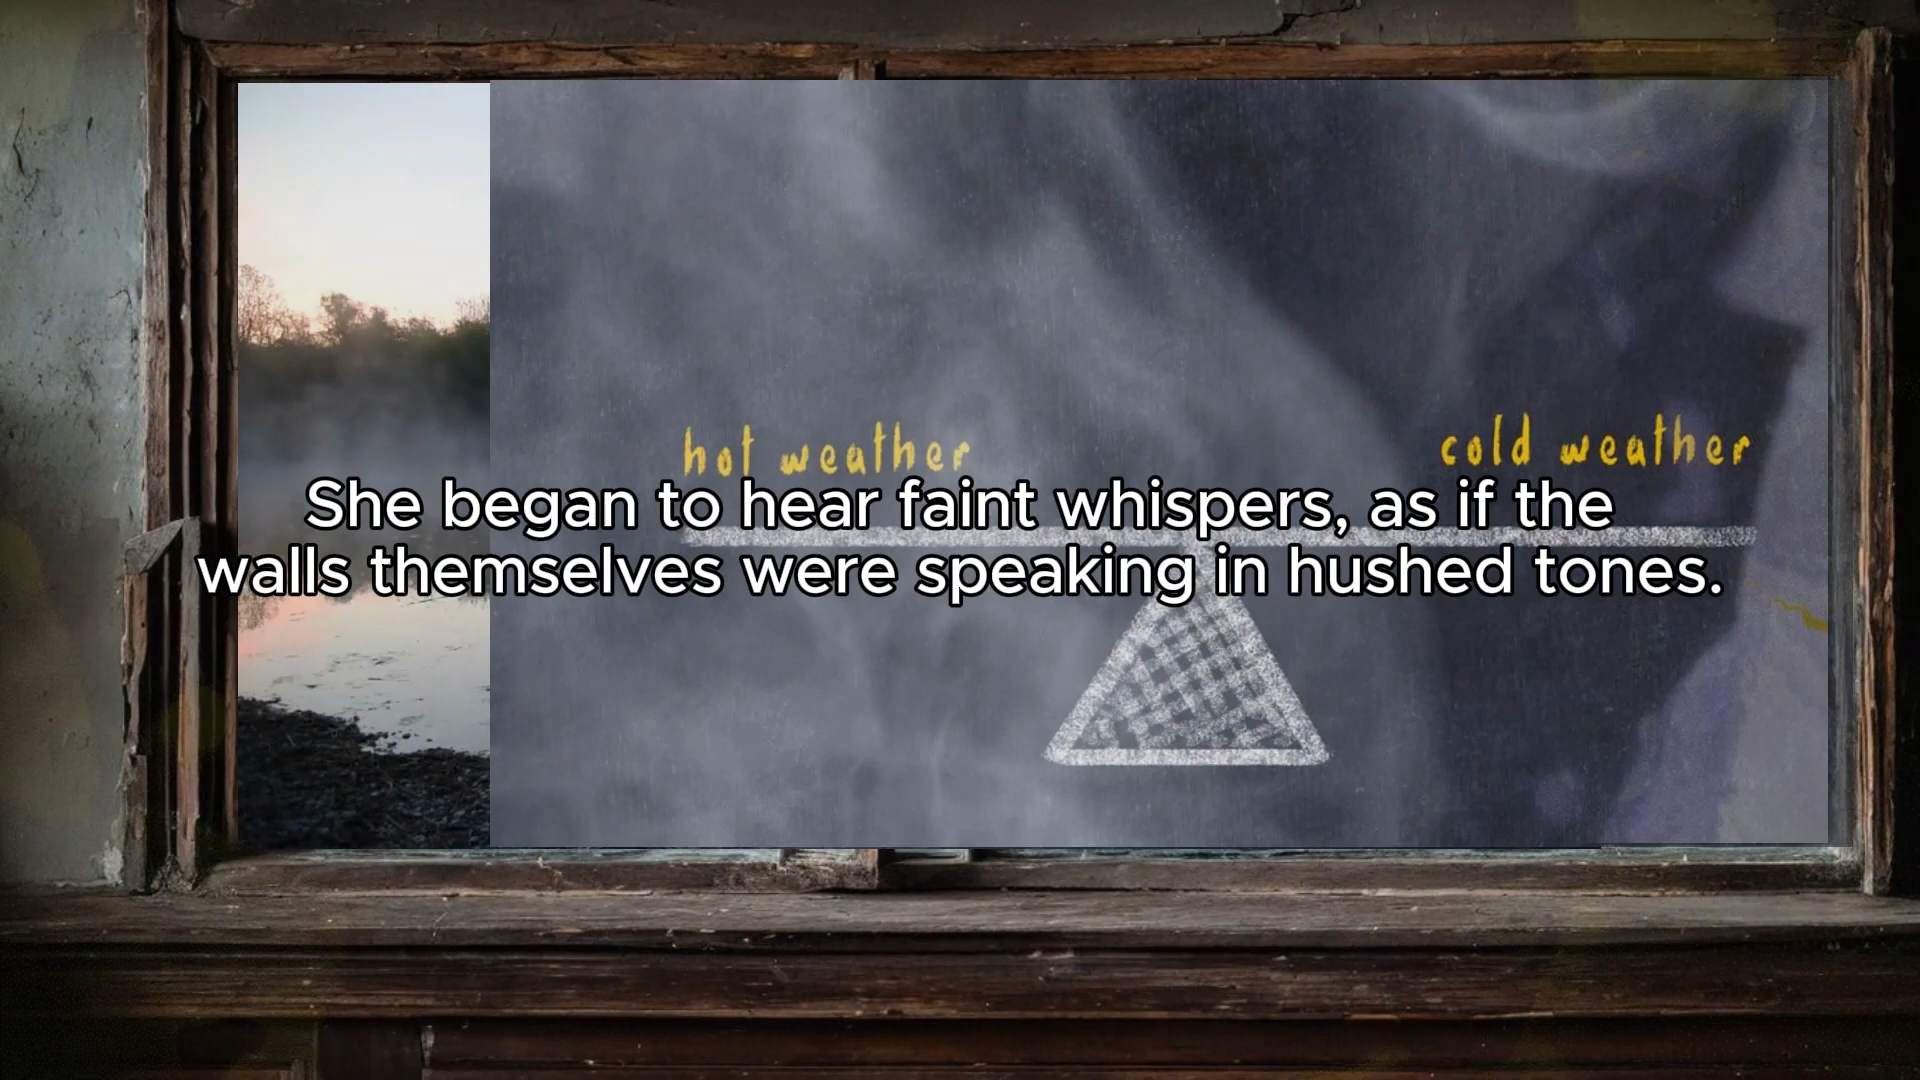 hot weather
cold weather
She began to hear faint whispers, as if the
walls themselves were speaking in hushed tones.